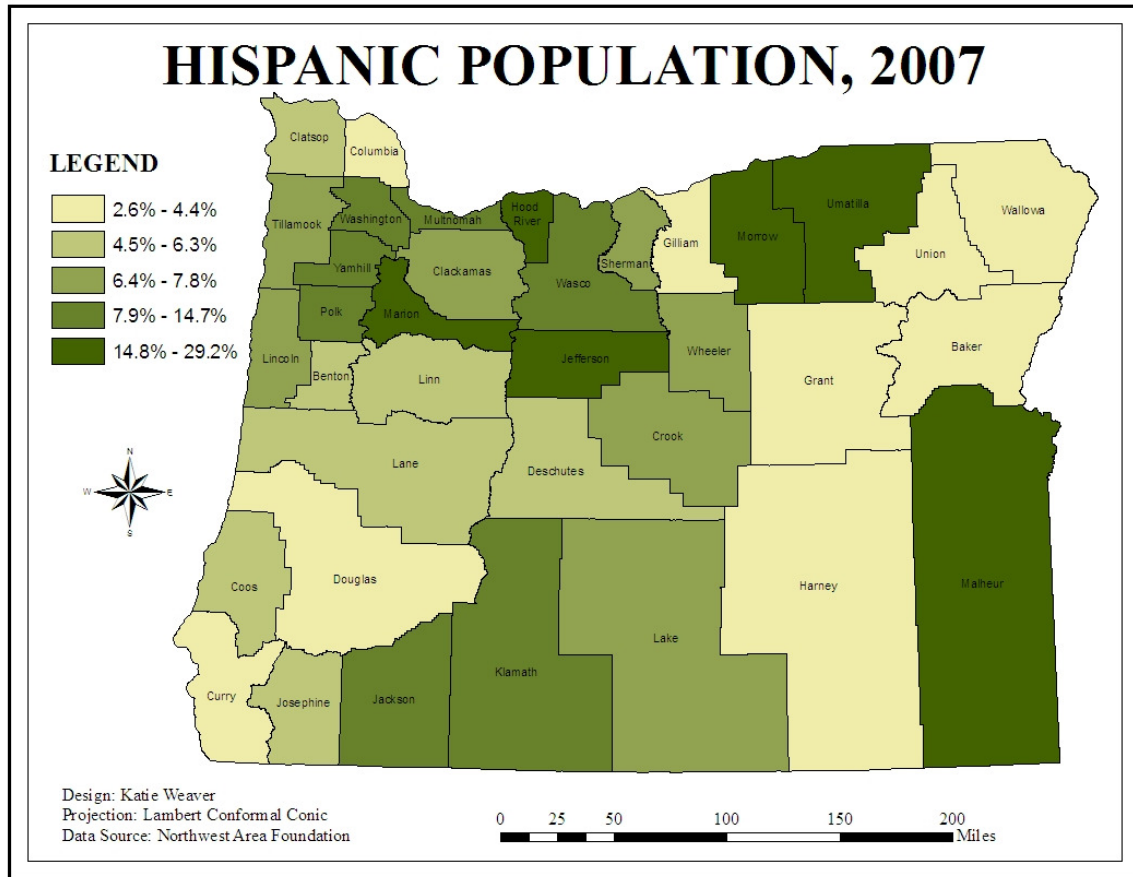 HISPANIC POPULATION, 2007
LEGEND
2.6% - 4.4%
4.5% - 6.3%
6.4% - 7.8%
7.9% - 14.7%
14.8% - 29.2%
Clatsop
Columbia
Tillamook
Washington
Multnomah
Hood
River
Sherman
Gilliam
Morrow
Umatilla
Union
Wallowa
Yamhill
Clackamas
Wasco
Polk
Marion
Jefferson
Wheeler
Grant
Baker
Lincoln
Benton
Linn
Crook
Lane
Deschutes
Coos
Douglas
Harney
Malheur
Curry
Josephine
Jackson
Klamath
Lake
N
W
E
S
Design: Katie Weaver
Projection: Lambert Conformal Conic
Data Source: Northwest Area Foundation
0 25 50 100 150 200
Miles